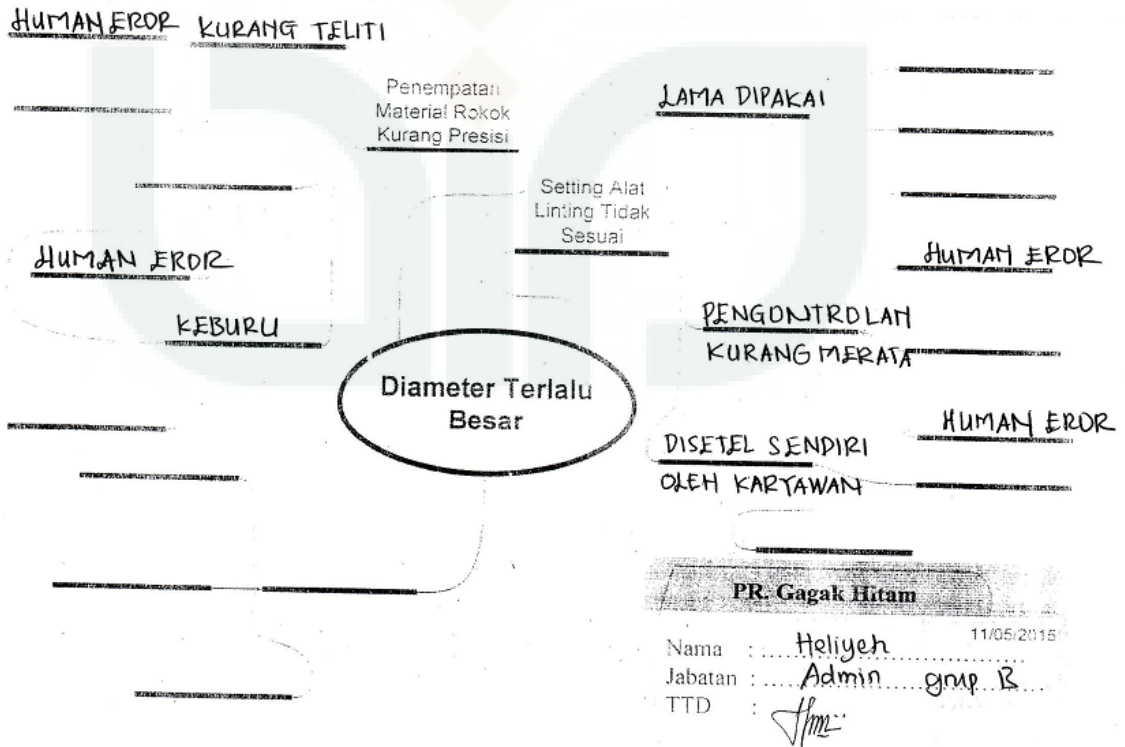 HUMAN EROR KURANG TELITI
Penempatan
Material Rokok
Kurang Presisi
LAMA DIPAKAI
Setting Alat
Linting Tidak
Sesuai
HUMAN EROR
HUMAN EROR
KEBURU
PENGONTROLAN
KURANG MERATA
Diameter Terlalu
Besar
HUMAN EROR
DISETEL SENDIRI
OLEH KARYAWAN
PR. Gagak Hitam
11/05/2015
Nama : Heliyeh
Jabatan : Admin grup B
TTD :